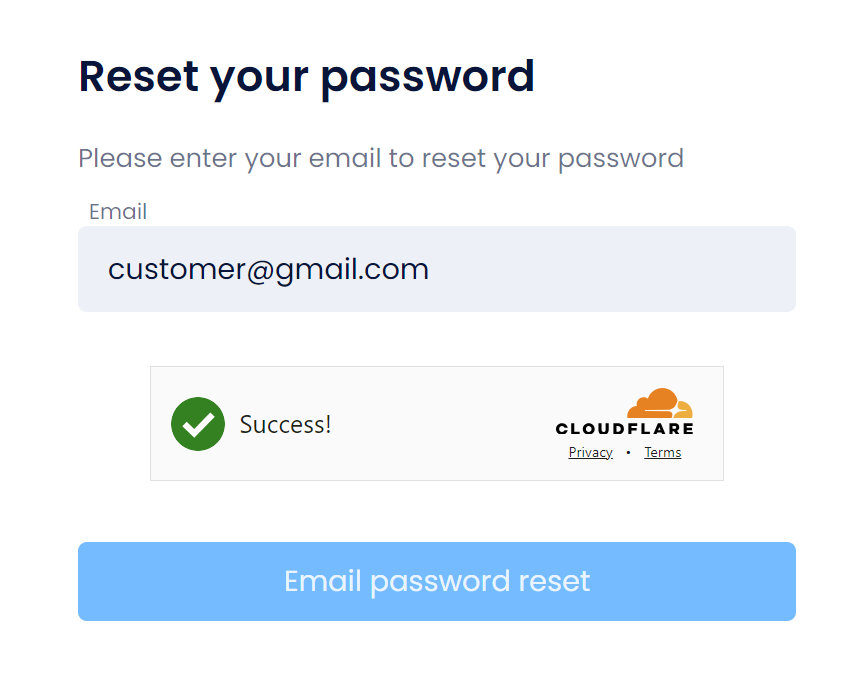 Reset your password
Please enter your email to reset your password
Email
customer@gmail.com
Success!
CLOUDFLARE
Privacy • Terms
Email password reset